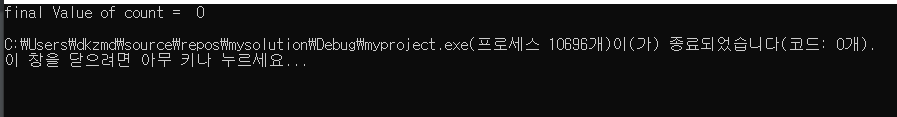 final Value of count =  0
C:₩Users₩dkzmd₩source₩repos₩mysolution₩Debug₩myproject.exe(프로세스 10696개)이(가) 종료되었습니다(코드: 0개).
이 창을 닫으려면 아무 키나 누르세요...